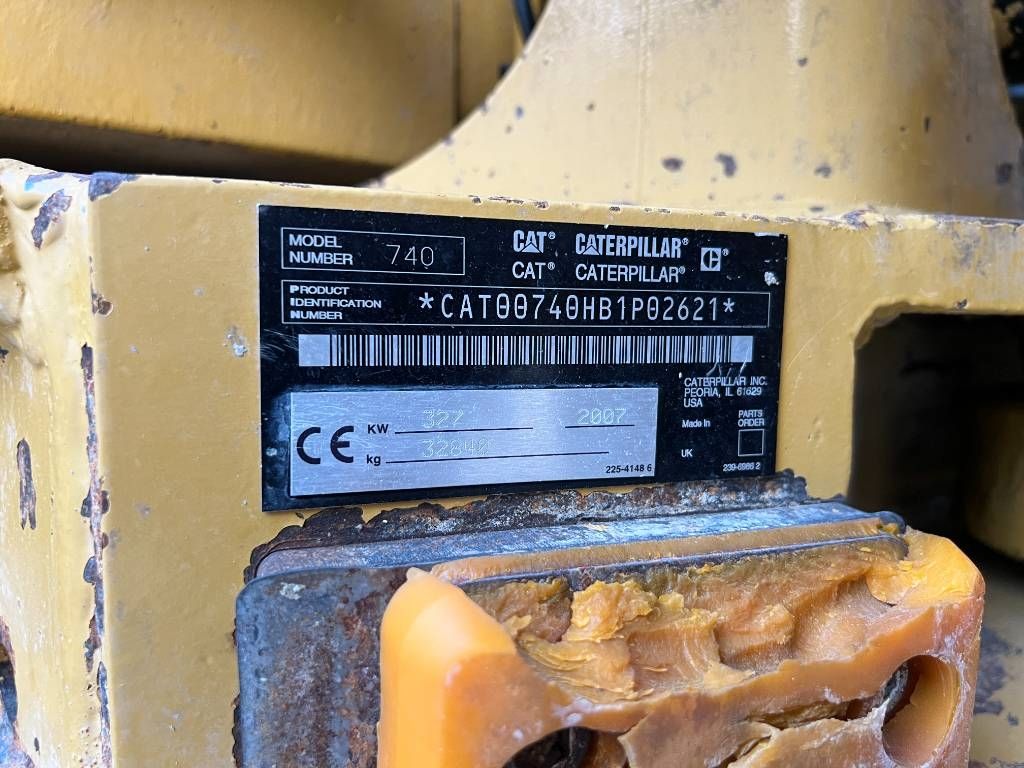 MODEL NUMBER 740
CAT® CATERPILLAR® ®
CAT® CATERPILLAR®
PRODUCT IDENTIFICATION NUMBER *CAT00740HB1P02621*
CATERPILLAR INC.
PEORIA, IL 61629
USA
Made In PARTS ORDER
UK
239-6986 2
CE KW 327 2007
kg 32840
225-4148 6